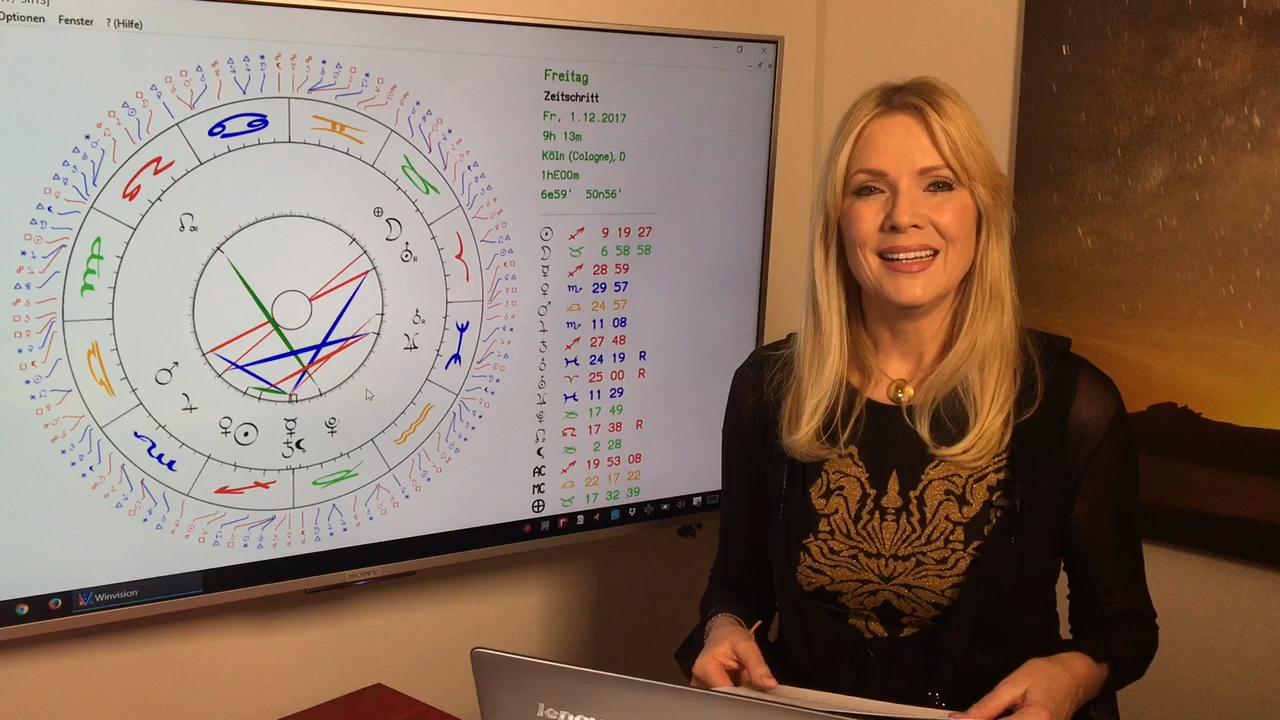 Optionen Fenster ? (Hilfe)
Freitag
Zeitschritt
Fr, 1.12.2017
9h 13m
Köln (Cologne), D
1hE00m
6e59' 50n56'
☉ ♐ 9 19 27
☽ ♉ 6 58 58
☿ ♐ 28 59
♀ ♏ 29 57
♂ ♎ 24 57
♃ ♏ 11 08
♄ ♐ 27 48
⚷ ♓ 24 19 R
♅ ♈ 25 00 R
♆ ♓ 11 29
♇ ♑ 17 49
☊ ♌ 17 38 R
⚸ ♑ 2 28
AC ♐ 19 53 08
MC ♎ 22 17 22
⊕ ♉ 17 32 39
SONY
Winvision